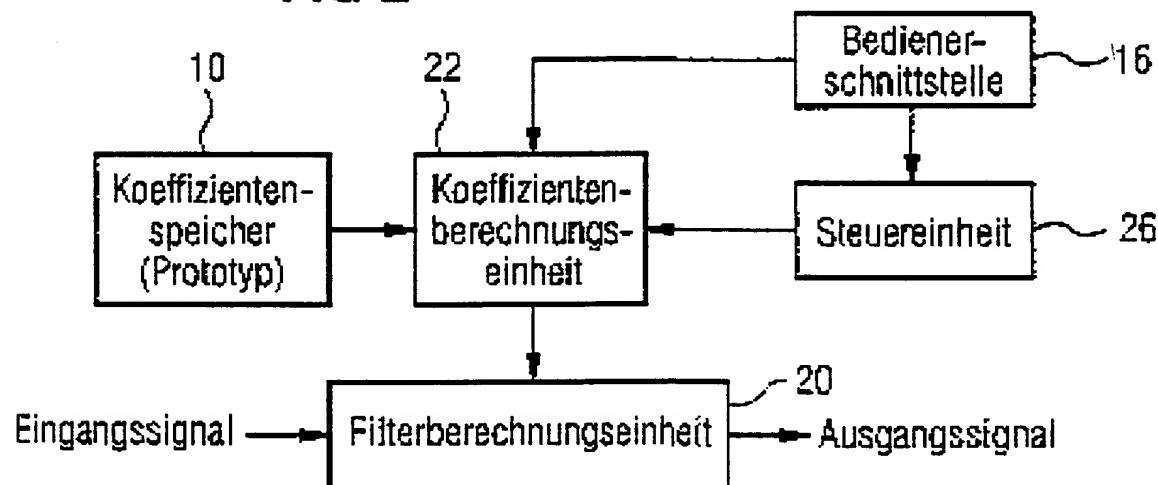 10
22
Bediener-
schnittstelle
16
Koeffizienten-
speicher
(Prototyp)
Koeffizienten-
berechnungs-
einheit
Steuereinheit
26
20
Eingangssignal
Filterberechnungseinheit
Ausgangssignal